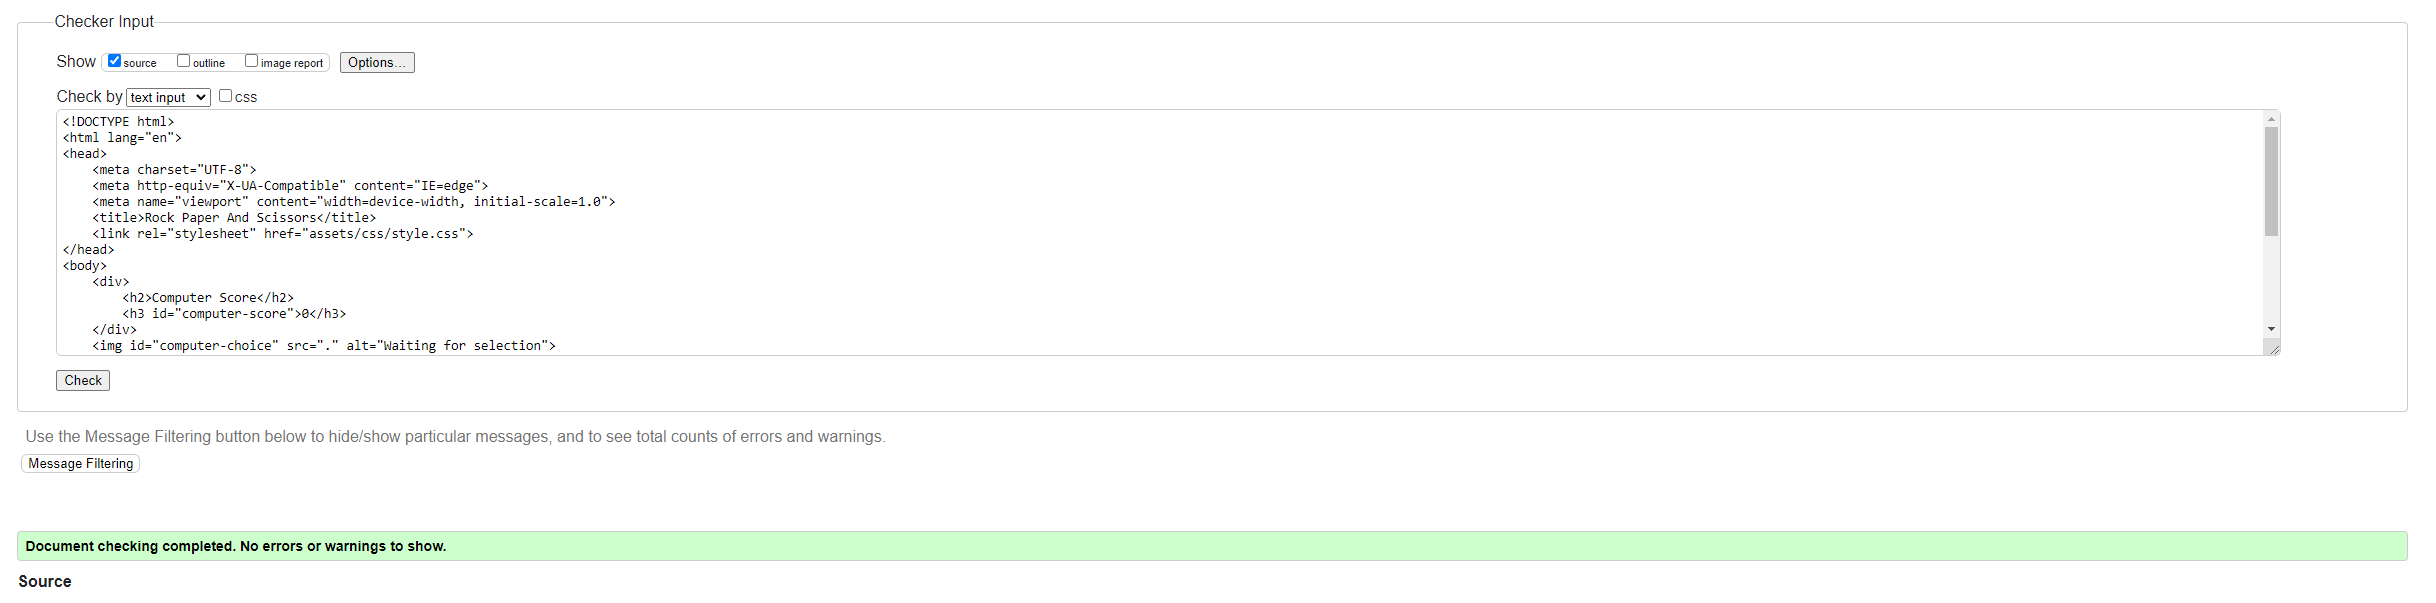 Checker Input
Show source outline image report Options...
Check by text input css
<!DOCTYPE html>
<html lang="en">
<head>
    <meta charset="UTF-8">
    <meta http-equiv="X-UA-Compatible" content="IE=edge">
    <meta name="viewport" content="width=device-width, initial-scale=1.0">
    <title>Rock Paper And Scissors</title>
    <link rel="stylesheet" href="assets/css/style.css">
</head>
<body>
    <div>
        <h2>Computer Score</h2>
        <h3 id="computer-score">0</h3>
    </div>
    <img id="computer-choice" src="." alt="Waiting for selection">
Check
Use the Message Filtering button below to hide/show particular messages, and to see total counts of errors and warnings.
Message Filtering
Document checking completed. No errors or warnings to show.
Source